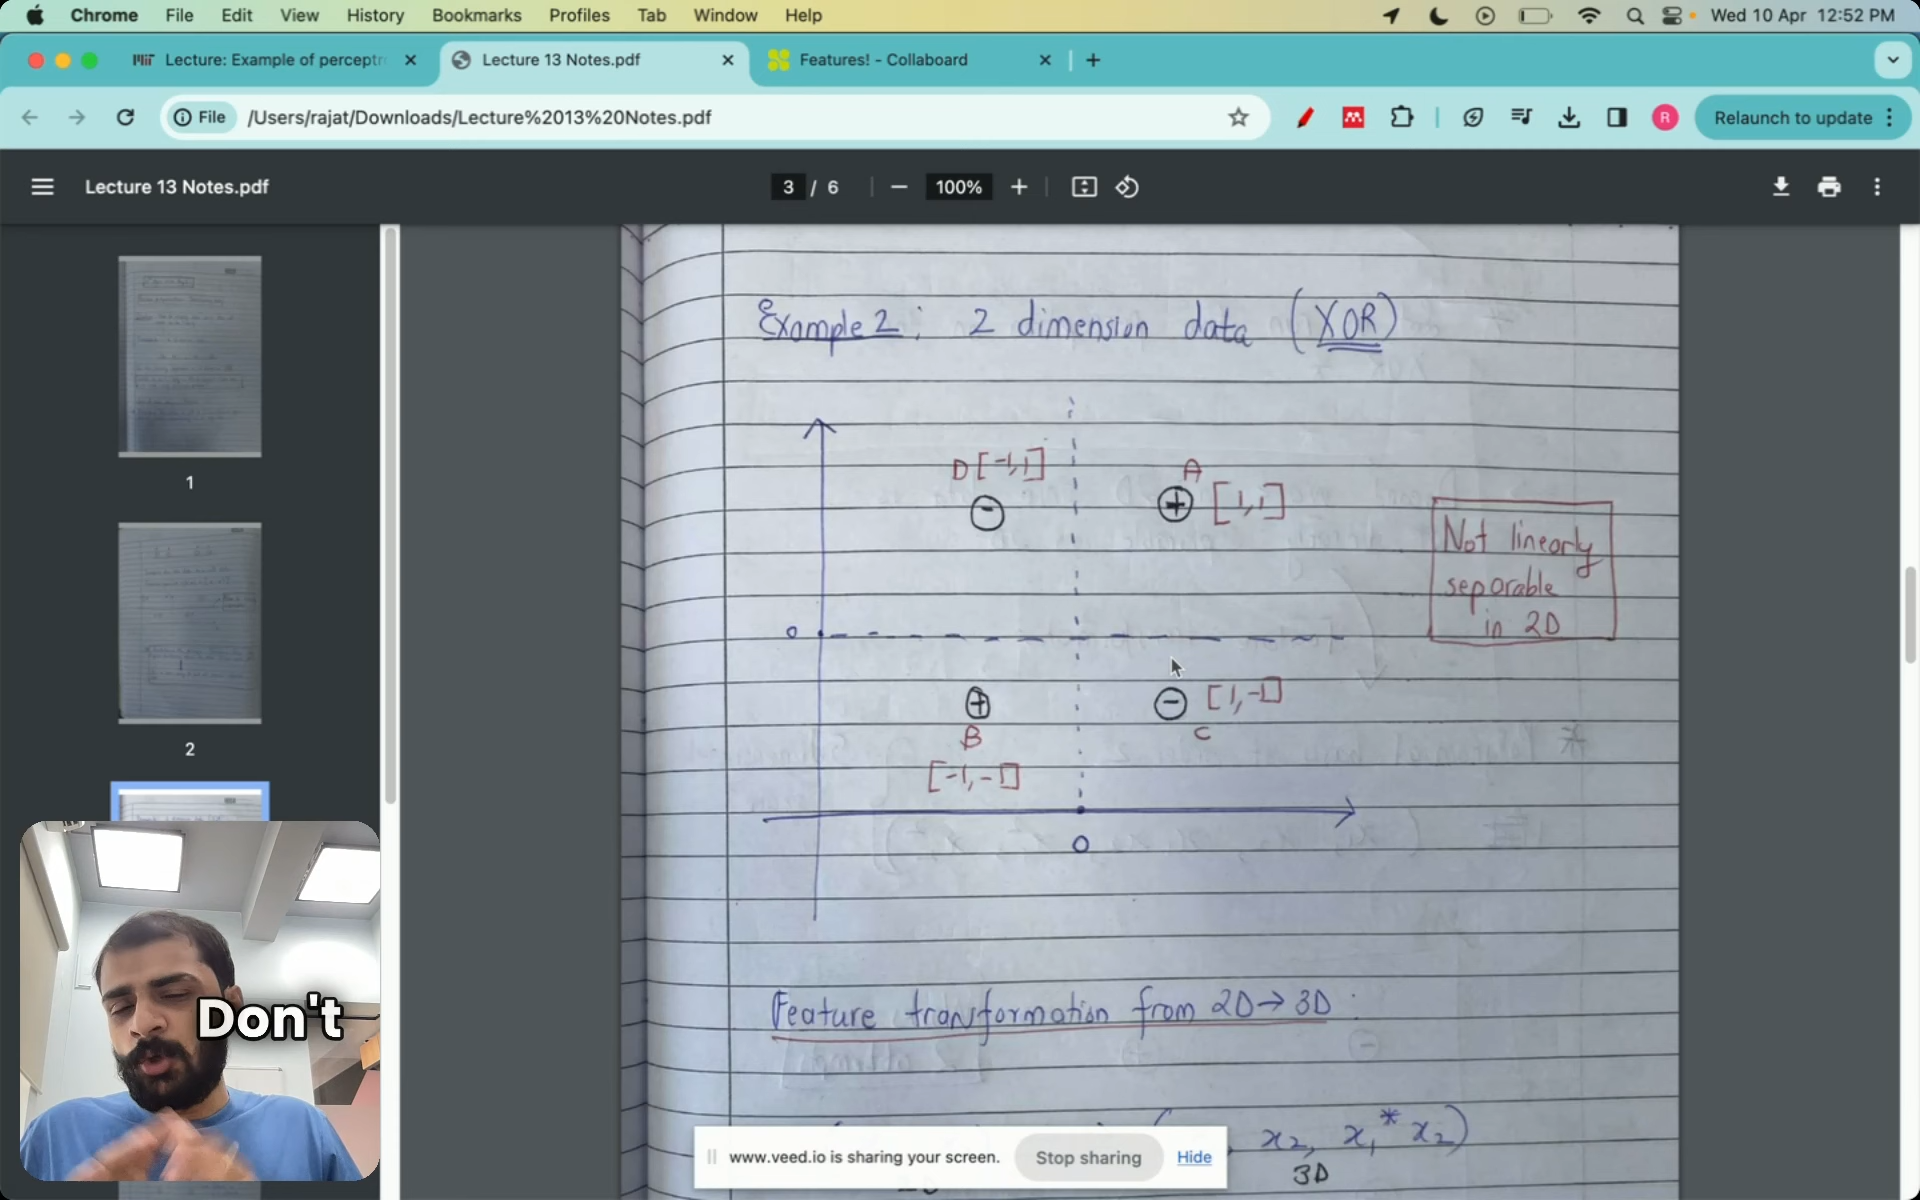 Chrome File Edit View History Bookmarks Profiles Tab Window Help Wed 10 Apr 12:52 PM
Lecture: Example of perceptr Lecture 13 Notes.pdf Features! - Collaboard
File /Users/rajat/Downloads/Lecture%2013%20Notes.pdf R Relaunch to update
Lecture 13 Notes.pdf 3 / 6 100%
1
2
Example 2: 2 dimension data (XOR)
D [-1,1]
A
[1,1]
Not linearly
separable
in 2D
0
[1,-1]
B
C
[-1,-1]
0
Feature transformation from 2D → 3D :
x2, x1 * x2)
3D
Don't
www.veed.io is sharing your screen. Stop sharing Hide